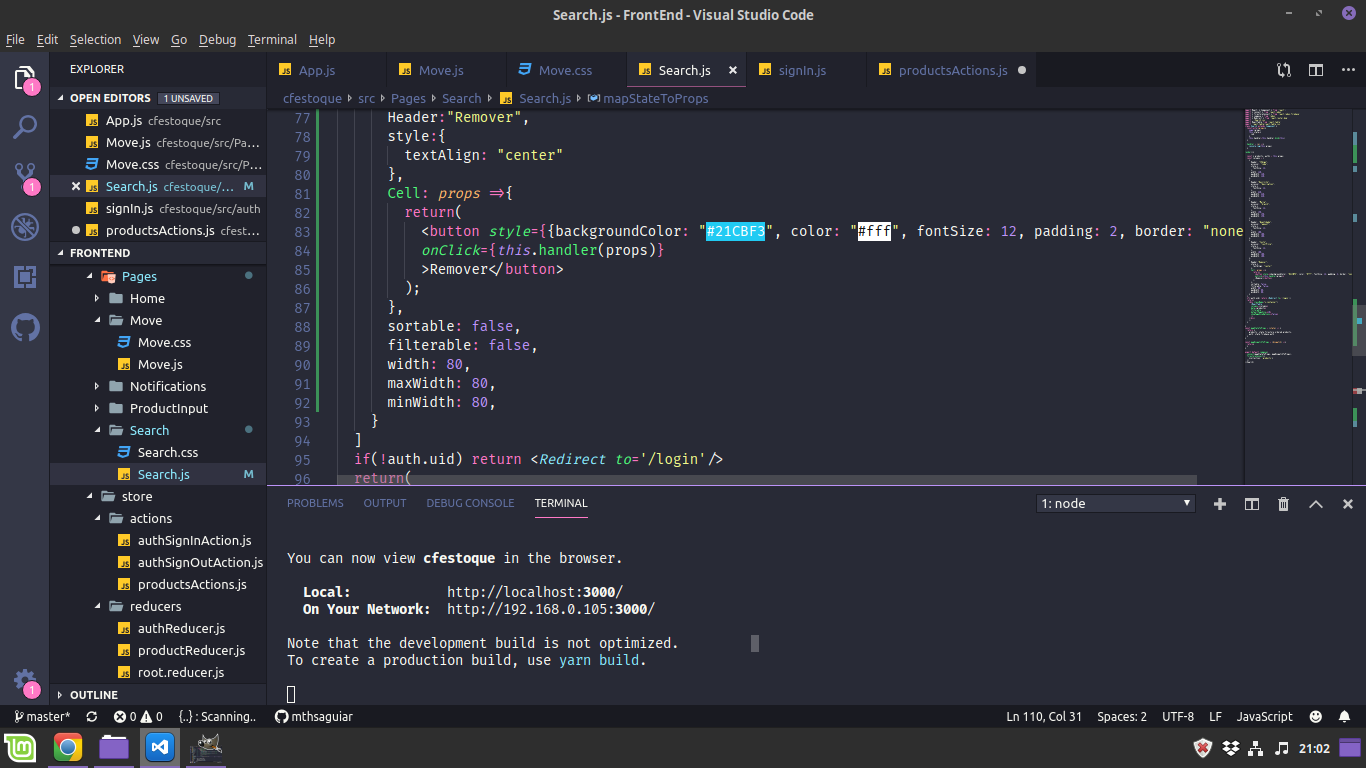 Search.js - FrontEnd - Visual Studio Code
File Edit Selection View Go Debug Terminal Help
EXPLORER
App.js Move.js Move.css Search.js × signIn.js productsActions.js
OPEN EDITORS 1 UNSAVED
cfestoque src Pages Search Search.js mapStateToProps
App.js cfestoque/src
Move.js cfestoque/src/Pa...
Move.css cfestoque/src/P...
Search.js cfestoque/... M
signIn.js cfestoque/src/auth
productsActions.js cfest...
FRONTEND
Pages
Home
Move
Move.css
Move.js
Notifications
ProductInput
Search
Search.css
Search.js M
store
actions
authSignInAction.js
authSignOutAction.js
productsActions.js
reducers
authReducer.js
productReducer.js
root.reducer.js
OUTLINE
77 Header:"Remover",
78 style:{
79 textAlign: "center"
80 },
81 Cell: props =>{
82 return(
83 <button style={{backgroundColor: "#21CBF3", color: "#fff", fontSize: 12, padding: 2, border: "none
84 onClick={this.handler(props)}
85 >Remover</button>
86 );
87 },
88 sortable: false,
89 filterable: false,
90 width: 80,
91 maxWidth: 80,
92 minWidth: 80,
93 }
94 ]
95 if(!auth.uid) return <Redirect to='/login'/>
96 return(
PROBLEMS OUTPUT DEBUG CONSOLE TERMINAL 1: node
You can now view cfestoque in the browser.
Local: http://localhost:3000/
On Your Network: http://192.168.0.105:3000/
Note that the development build is not optimized.
To create a production build, use yarn build.
1
1
1
master* 0 0 {..} : Scanning.. mthsaguiar Ln 110, Col 31 Spaces: 2 UTF-8 LF JavaScript
21:02